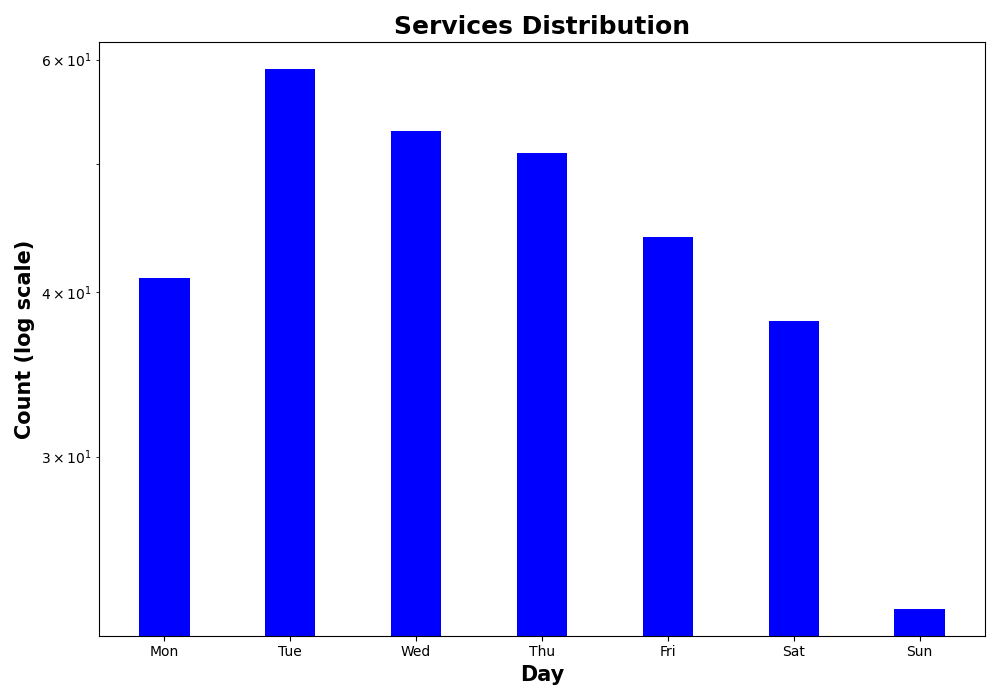 Services Distribution
6 × 10¹
4 × 10¹
3 × 10¹
Count (log scale)
Mon Tue Wed Thu Fri Sat Sun
Day